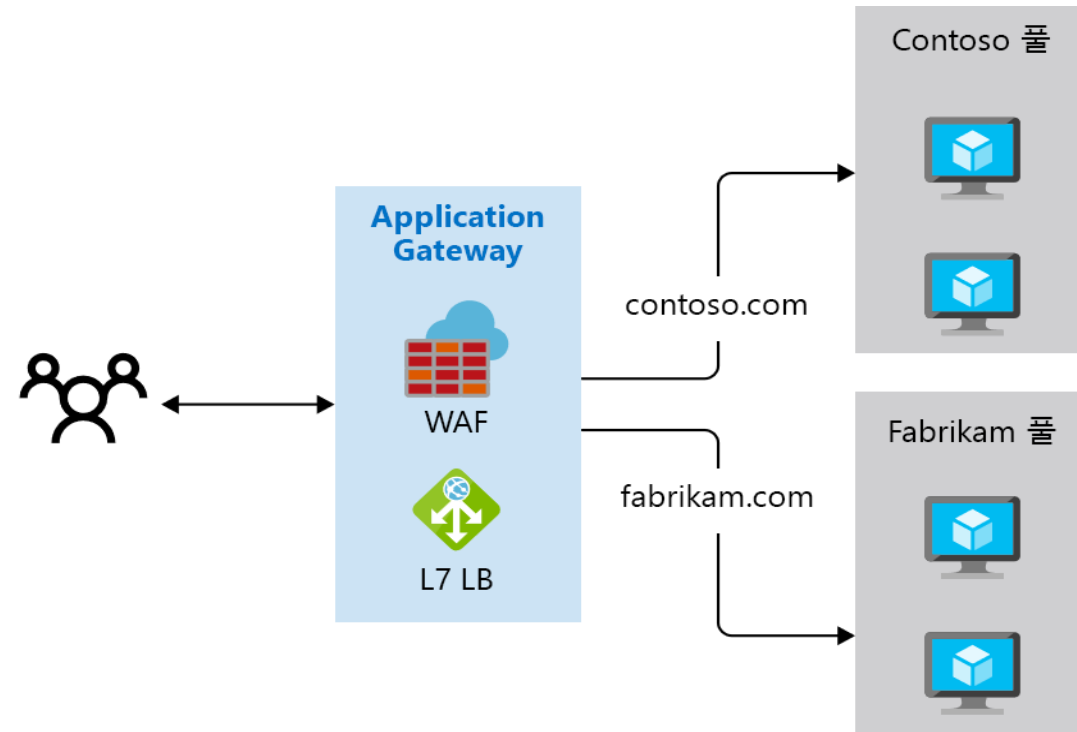 Contoso 풀
Application
Gateway
contoso.com
WAF
Fabrikam 풀
fabrikam.com
L7 LB